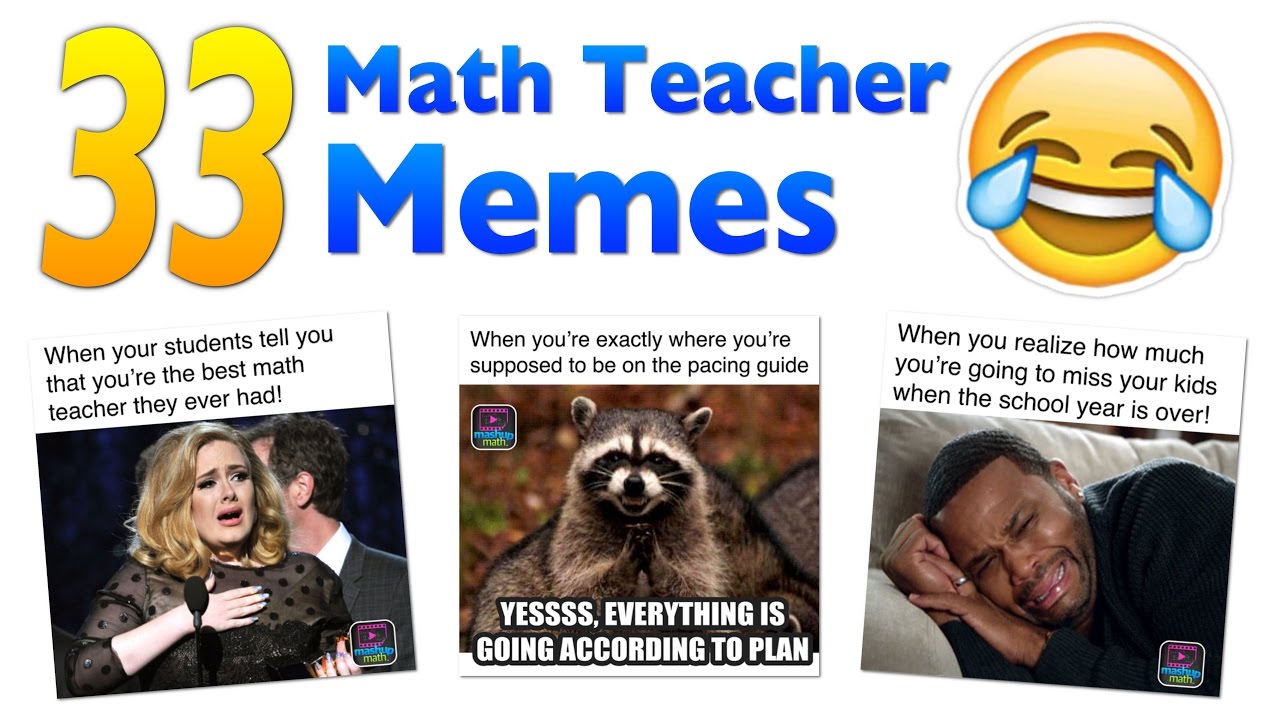 33 Math Teacher
Memes
When your students tell you
that you're the best math
teacher they ever had!
mashup
math
When you're exactly where you're
supposed to be on the pacing guide
mashup
math
YESSSS, EVERYTHING IS
GOING ACCORDING TO PLAN
When you realize how much
you're going to miss your kids
when the school year is over!
mashup
math